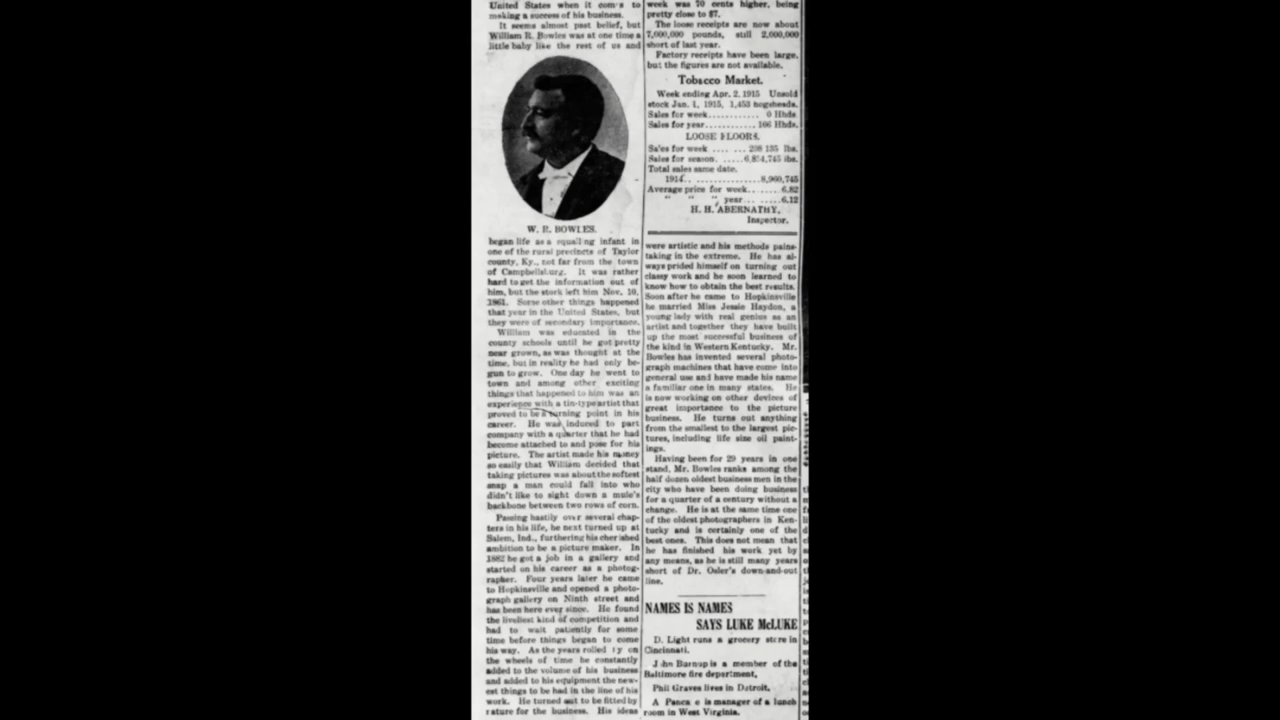 United States when it com s to
making a success of his business.
It seems almost past belief, but
William R. Bowles was at one time a
little baby like the rest of us and
W. R. BOWLES.
began life as a squalling infant in
one of the rural precincts of Taylor
county, Ky., not far from the town
of Campbellsburg. It was rather
hard to get the information out of
him, but the stork left him Nov. 10,
1861. Some other things happened
that year in the United States, but
they were of secondary importance.
William was educated in the
county schools until he got pretty
near grown, as was thought at the
time, but in reality he had only be-
gun to grow. One day he went to
town and among other exciting
things that happened to him was an
experience with a tin-type artist that
proved to be a turning point in his
career. He was induced to part
company with a quarter that he had
become attached to and pose for his
picture. The artist made his money
so easily that William decided that
taking pictures was about the softest
snap a man could fall into who
didn't like to sight down a mule's
backbone between two rows of corn.
Passing hastily over several chap-
ters in his life, he next turned up at
Salem, Ind., furthering his cherished
ambition to be a picture maker. In
1882 he got a job in a gallery and
started on his career as a photog-
rapher. Four years later he came
to Hopkinsville and opened a photo-
graph gallery on Ninth street and
has been here ever since. He found
the liveliest kind of competition and
had to wait patiently for some
time before things began to come
his way. As the years rolled by on
the wheels of time he constantly
added to the volume of his business
and added to his equipment the new-
est things to be had in the line of his
work. He turned out to be fitted by
nature for the business. His ideas
week was 70 cents higher, being
pretty close to $7.
The loose receipts are now about
7,000,000 pounds, still 2,000,000
short of last year.
Factory receipts have been large,
but the figures are not available.
Tobacco Market.
Week ending Apr. 2, 1915 Unsold
stock Jan. 1, 1915, 1,453 hogsheads.
Sales for week............ 0 Hhds.
Sales for year............ 166 Hhds.
LOOSE FLOORS.
Sales for week .... ... 208 135 lbs.
Sales for season. .....6,854,745 lbs.
Total sales same date.
1914.. ...............8,960,745
Average price for week.........6.82
" " " year... .....6.12
H. H. ABERNATHY,
Inspector.
were artistic and his methods pains-
taking in the extreme. He has al-
ways prided himself on turning out
classy work and he soon learned to
know how to obtain the best results.
Soon after he came to Hopkinsville
he married Miss Jessie Haydon, a
young lady with real genius as an
artist and together they have built
up the most successful business of
the kind in Western Kentucky. Mr.
Bowles has invented several photo-
graph machines that have come into
general use and have made his name
a familiar one in many states. He
is now working on other devices of
great importance to the picture
business. He turns out anything
from the smallest to the largest pic-
tures, including life size oil paint-
ings.
Having been for 29 years in one
stand, Mr. Bowles ranks among the
half dozen oldest business men in the
city who have been doing business
for a quarter of a century without a
change. He is at the same time one
of the oldest photographers in Ken-
tucky and is certainly one of the
best ones. This does not mean that
he has finished his work yet by
any means, as he is still many years
short of Dr. Osler's down-and-out
line.
NAMES IS NAMES
SAYS LUKE McLUKE
D. Light runs a grocery store in
Cincinnati.
John Burnup is a member of the
Baltimore fire department.
Phil Graves lives in Detroit.
A Panca e is manager of a lunch
room in West Virginia.